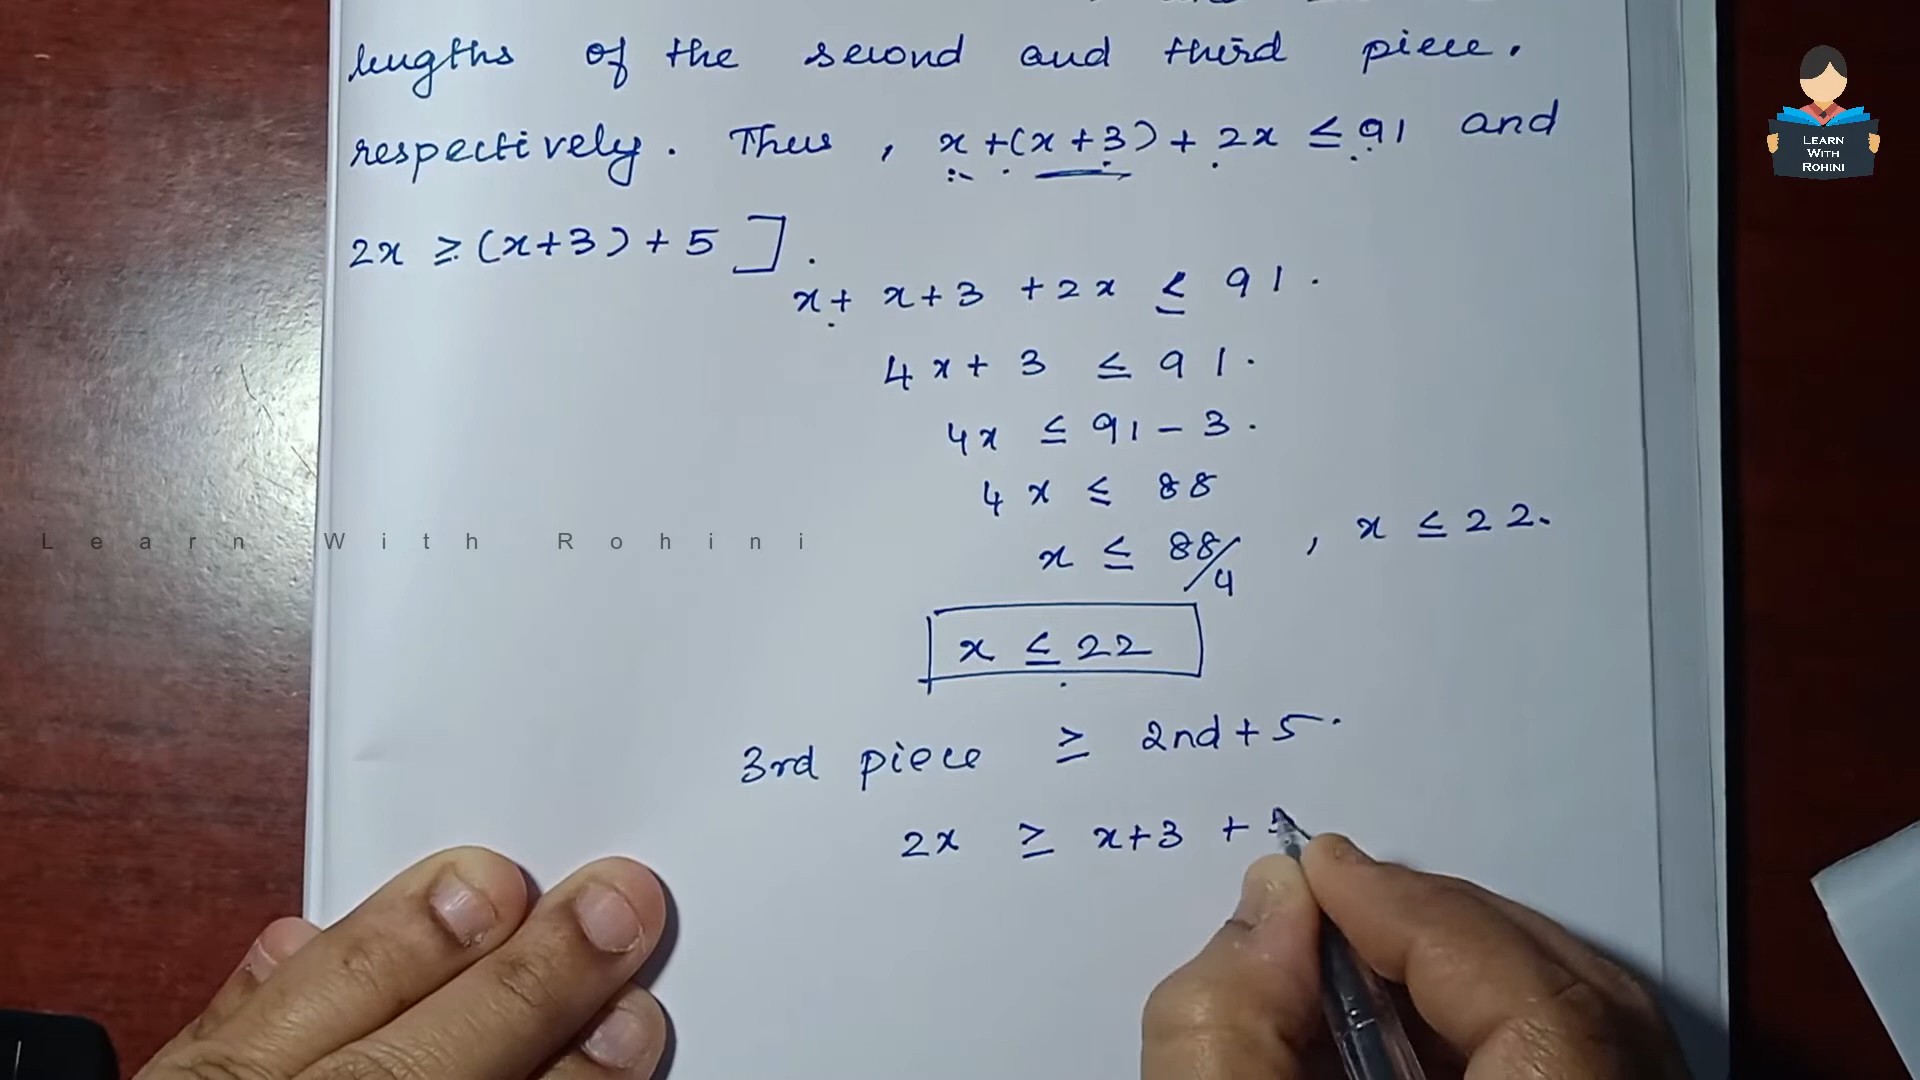 lengths of the second and third piece.
respectively. Thus, x+(x+3)+2x ≤ 91 and
2x ≥ (x+3)+5].
x+ x+3 +2x ≤ 91.
4x+ 3 ≤ 91.
4x ≤ 91-3.
4x ≤ 88
x ≤ 88/4 , x ≤ 22.
x ≤ 22
3rd piece ≥ 2nd+5.
2x ≥ x+3 +
Learn With Rohini
LEARN
With
ROHINI